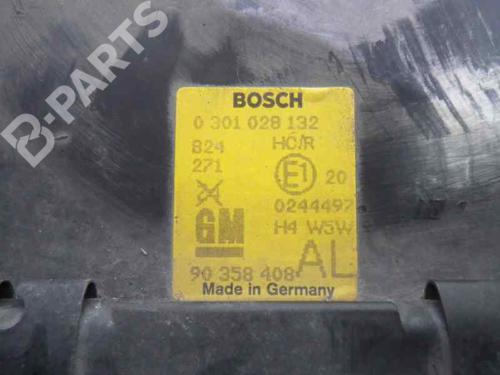 B-PARTS
BOSCH
0 301 028 132
824 HC/R
271 E1 20
GM 0244497
H4 W5W
90 358 408 AL
Made in Germany